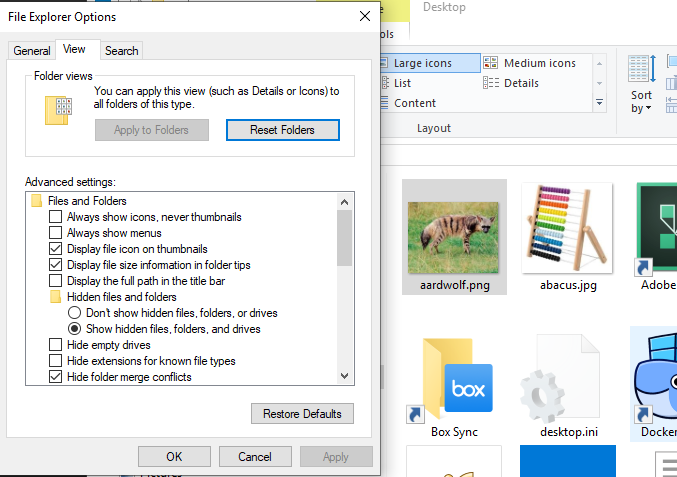 File Explorer Options
General View Search
Folder views
You can apply this view (such as Details or Icons) to
all folders of this type.
Apply to Folders Reset Folders
Advanced settings:
Files and Folders
Always show icons, never thumbnails
Always show menus
Display file icon on thumbnails
Display file size information in folder tips
Display the full path in the title bar
Hidden files and folders
Don't show hidden files, folders, or drives
Show hidden files, folders, and drives
Hide empty drives
Hide extensions for known file types
Hide folder merge conflicts
Restore Defaults
OK Cancel Apply
Desktop
Large icons Medium icons
List Details
Content
Layout
Sort
by
aardwolf.png abacus.jpg Adobe
box
Box Sync desktop.ini Docker